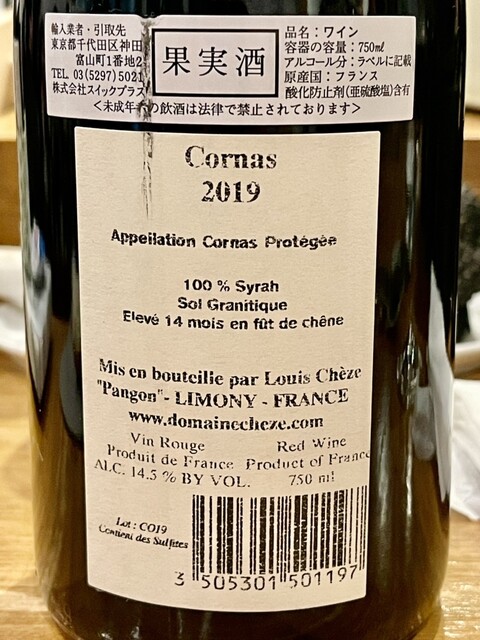 輸入業者・引取先
東京都千代田区神田
富山町1番地2
TEL 03(5297)5021
株式会社スイックプラス
果実酒
品名：ワイン
容器の容量：750㎖
アルコール分：ラベルに記載
原産国：フランス
酸化防止剤(亜硫酸塩)含有
＜未成年者の飲酒は法律で禁止されております＞
Cornas
2019
Appellation Cornas Protégée
100 % Syrah
Sol Granitique
Elevé 14 mois en fût de chêne
Mis en bouteille par Louis Chèze
"Pangon"- LIMONY - FRANCE
www.domainecheze.com
Vin Rouge Red Wine
Produit de France Product of France
ALC. 14.5 % BY VOL. 750 ml
Lot : CO19
Contient des Sulfites
3 505301 501197